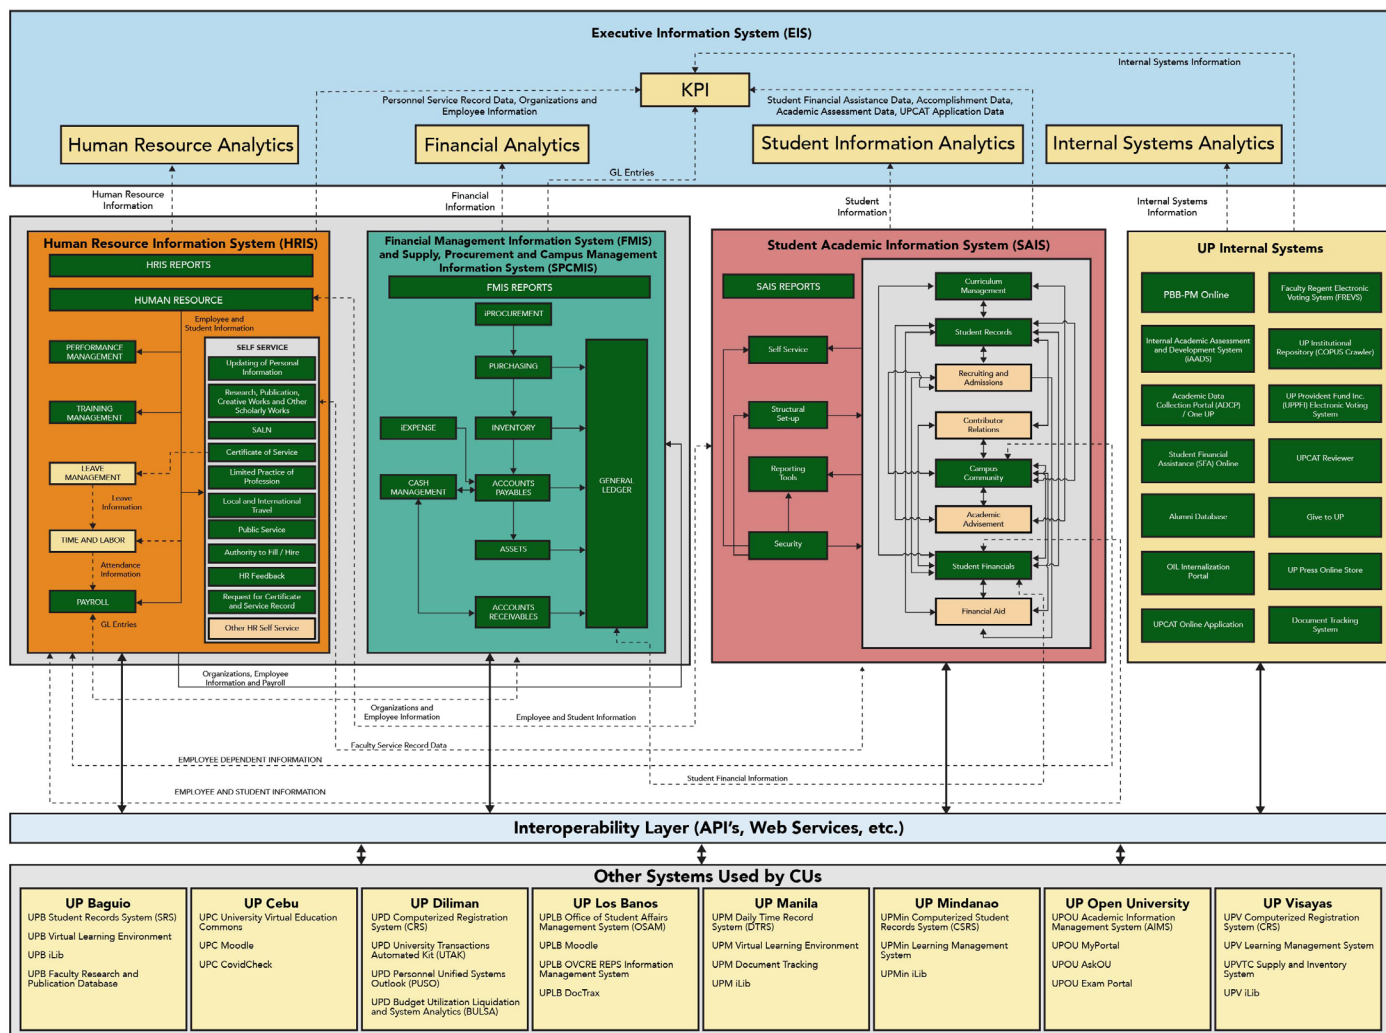 Executive Information System (EIS)
Internal Systems Information
KPI
Personnel Service Record Data, Organizations and
Employee Information
Student Financial Assistance Data, Accomplishment Data,
Academic Assessment Data, UPCAT Application Data
Human Resource Analytics
Financial Analytics
Student Information Analytics
Internal Systems Analytics
GL Entries
Human Resource
Information
Financial
Information
Student
Information
Internal Systems
Information
Human Resource Information System (HRIS)
HRIS REPORTS
HUMAN RESOURCE
Employee and
Student Information
PERFORMANCE
MANAGEMENT
TRAINING
MANAGEMENT
LEAVE
MANAGEMENT
Leave
Information
TIME AND LABOR
Attendance
Information
PAYROLL
GL Entries
SELF SERVICE
Updating of Personal
Information
Research, Publication,
Creative Works and Other
Scholarly Works
SALN
Certificate of Service
Limited Practice of
Profession
Local and International
Travel
Public Service
Authority to Fill / Hire
HR Feedback
Request for Certificate
and Service Record
Other HR Self Service
Financial Management Information System (FMIS)
and Supply, Procurement and Campus Management
Information System (SPCMIS)
FMIS REPORTS
iPROCUREMENT
PURCHASING
iEXPENSE
INVENTORY
CASH
MANAGEMENT
ACCOUNTS
PAYABLES
GENERAL
LEDGER
ASSETS
ACCOUNTS
RECEIVABLES
Student Academic Information System (SAIS)
SAIS REPORTS
Self Service
Structural
Set-up
Reporting
Tools
Security
Curriculum
Management
Student Records
Recruiting and
Admissions
Contributor
Relations
Campus
Community
Academic
Advisement
Student Financials
Financial Aid
UP Internal Systems
PBB-PM Online
Faculty Regent Electronic
Voting Sytem (FREVS)
Internal Academic Assessment
and Development System
(iAADS)
UP Institutional
Repository (COPUS Crawler)
Academic Data
Collection Portal (ADCP)
/ One UP
UP Provident Fund Inc.
(UPPFI) Electronic Voting
System
Student Financial
Assistance (SFA) Online
UPCAT Reviewer
Alumni Database
Give to UP
OIL Internalization
Portal
UP Press Online Store
UPCAT Online Application
Document Tracking
System
Organizations, Employee
Information and Payroll
Organizations and
Employee Information
Employee and Student Information
Faculty Service Record Data
EMPLOYEE DEPENDENT INFORMATION
Student Financial Information
EMPLOYEE AND STUDENT INFORMATION
Interoperability Layer (API's, Web Services, etc.)
Other Systems Used by CUs
UP Baguio
UPB Student Records System (SRS)
UPB Virtual Learning Environment
UPB iLib
UPB Faculty Research and
Publication Database
UP Cebu
UPC University Virtual Education
Commons
UPC Moodle
UPC CovidCheck
UP Diliman
UPD Computerized Registration
System (CRS)
UPD University Transactions
Automated Kit (UTAK)
UPD Personnel Unified Systems
Outlook (PUSO)
UPD Budget Utilization Liquidation
and System Analytics (BULSA)
UP Los Banos
UPLB Office of Student Affairs
Management System (OSAM)
UPLB Moodle
UPLB OVCRE REPS Information
Management System
UPLB DocTrax
UP Manila
UPM Daily Time Record
System (DTRS)
UPM Virtual Learning Environment
UPM Document Tracking
UPM iLib
UP Mindanao
UPMin Computerized Student
Records System (CSRS)
UPMin Learning Management
System
UPMin iLib
UP Open University
UPOU Academic Information
Management System (AIMS)
UPOU MyPortal
UPOU AskOU
UPOU Exam Portal
UP Visayas
UPV Computerized Registration
System (CRS)
UPV Learning Management System
UPVTC Supply and Inventory
System
UPV iLib